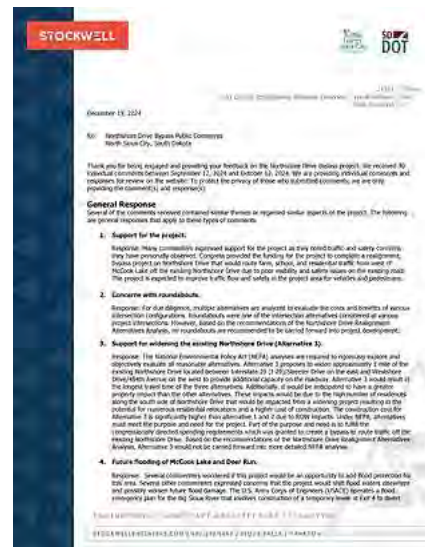 STOCKWELL
SD
DOT
December 19, 2024
Re: Northshore Drive Bypass Public Comments
North Sioux City, South Dakota
Thank you for being engaged and providing your feedback on the Northshore Drive Bypass project. We received 30
individual comments between September 12, 2024 and October 12, 2024. We are providing individual comments and
responses for review on the website. To protect the privacy of those who submitted comments, we are only
providing the comment(s) and response(s).
General Response
Several of the comments received contained similar themes or regarded similar aspects of the project. The following
are general responses that apply to these types of comments.
1. Support for the project.
Response: Many commenters expressed support for the project as they noted traffic and safety concerns
they have personally observed. Congress provided the funding for the project to complete a realignment,
bypass project on Northshore Drive that would route farm, school, and residential traffic from west of
McCook Lake off the existing Northshore Drive due to poor visibility and safety issues on the existing road.
The project is expected to improve traffic flow and safety in the project area for vehicles and pedestrians.
2. Concern with roundabouts.
Response: For due diligence, multiple alternatives are analyzed to evaluate the costs and benefits of various
intersection configurations. Roundabouts were one of the intersection alternatives considered at various
project intersections. However, based on the recommendations of the Northshore Drive Realignment
Alternatives Analysis, no roundabouts are recommended to be carried forward into project development.
3. Support for widening the existing Northshore Drive (Alternative 3).
Response: The National Environmental Policy Act (NEPA) analyses are required to rigorously explore and
objectively evaluate all reasonable alternatives. Alternative 3 proposes to widen approximately 1 mile of the
existing Northshore Drive located between Interstate 29 (I-29)/Streeter Drive on the east and Westshore
Drive/484th Avenue on the west to provide additional capacity on the roadway. Alternative 3 would result in
the longest travel time of the three alternatives. Additionally, it would be anticipated to have a greater
property impact than the other alternatives. These impacts would be due to the high number of residences
along the south side of Northshore Drive that would be impacted from a widening project resulting in the
potential for numerous residential relocations and a higher cost of construction. The construction cost for
Alternative 3 is significantly higher than alternative 1 and 2 due to ROW impacts. Under NEPA, alternatives
must meet the purpose and need for the project. Part of the purpose and need is to fulfill the
congressionally directed spending requirements which was granted to create a bypass to route traffic off the
existing Northshore Drive. Based on the recommendations of the Northshore Drive Realignment Alternatives
Analysis, Alternative 3 would not be carried forward into more detailed NEPA analysis.
4. Future flooding of McCook Lake and Deer Run.
Response: Several commenters wondered if this project would be an opportunity to add flood protection for
this area. Several other commenters expressed concern that the project would shift flood waters elsewhere
and possibly worsen future flood damage. The U.S. Army Corps of Engineers (USACE) operates a flood
emergency plan for the Big Sioux River that involves construction of a temporary levee at Exit 4 to divert